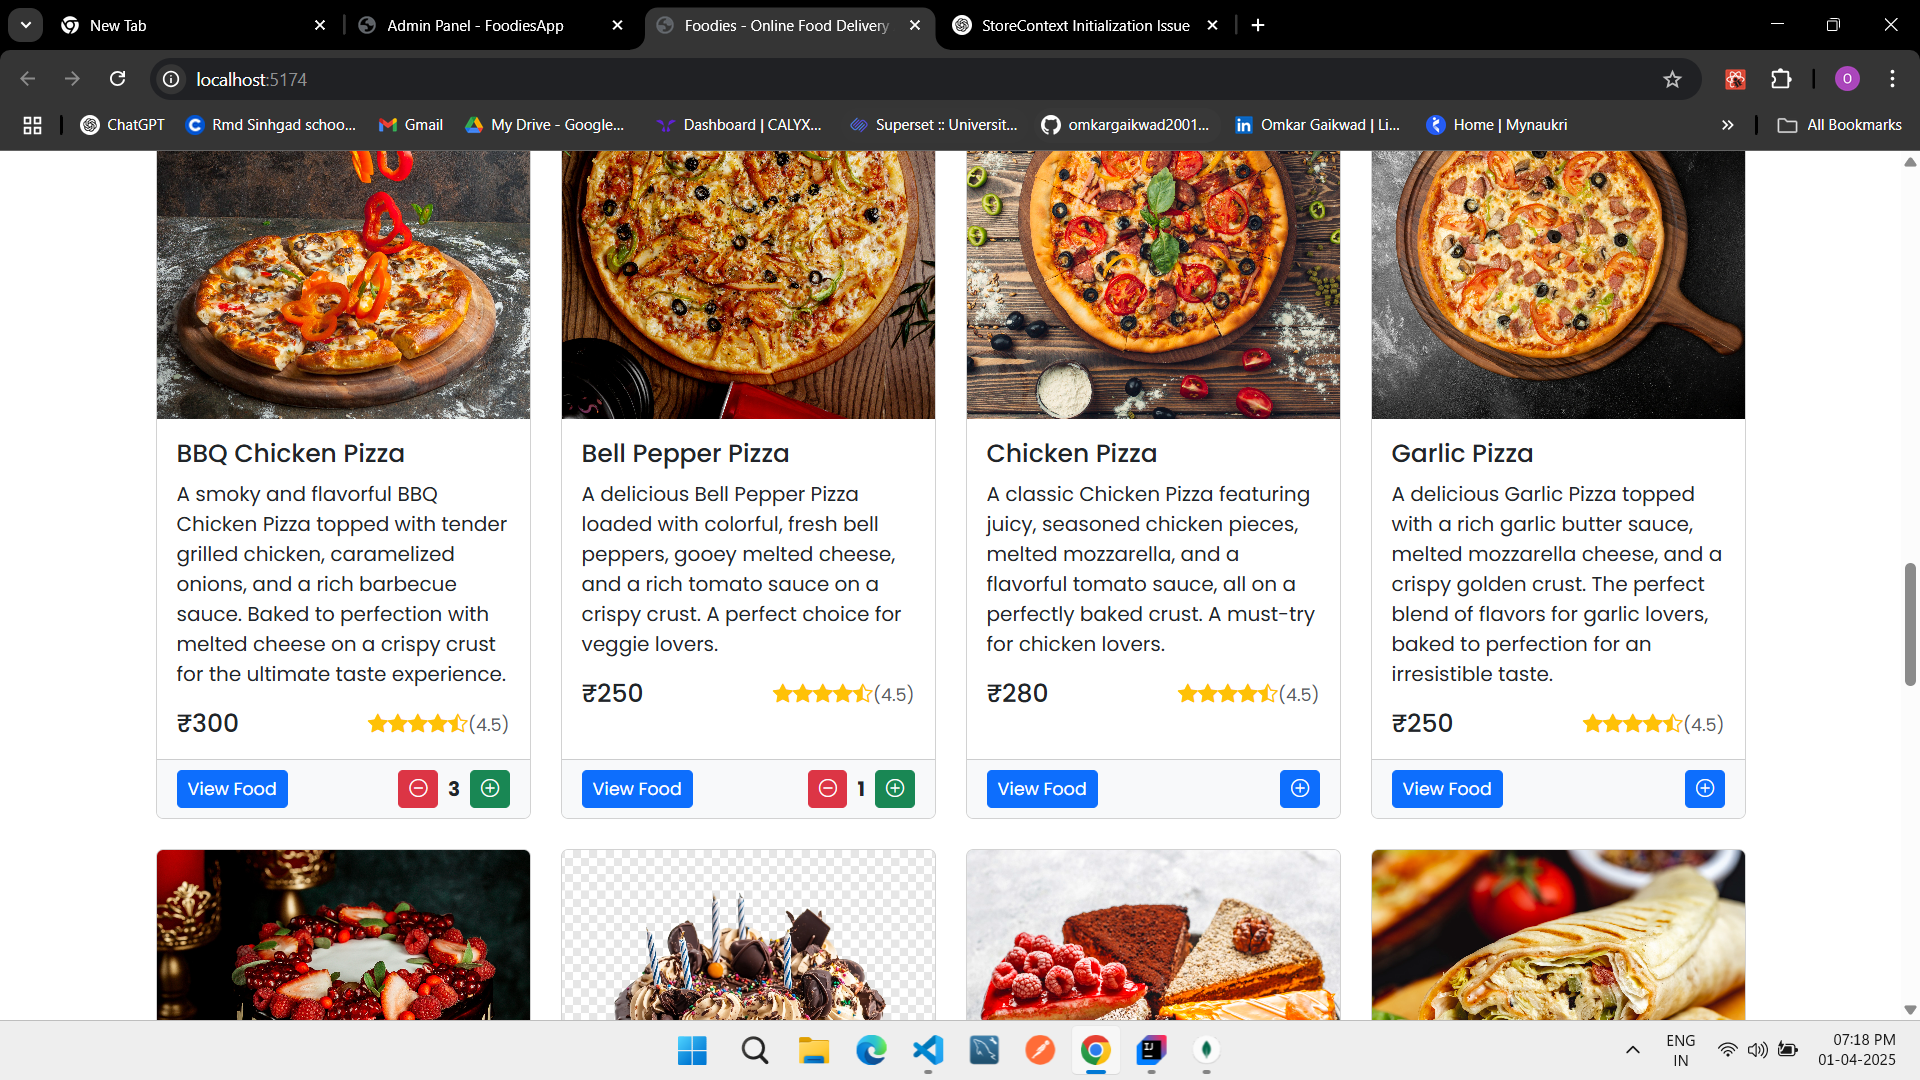 New Tab
Admin Panel - FoodiesApp
Foodies - Online Food Delivery
StoreContext Initialization Issue
localhost:5174
O
ChatGPT
Rmd Sinhgad schoo...
Gmail
My Drive - Google...
Dashboard | CALYX...
Superset :: Universit...
omkargaikwad2001...
Omkar Gaikwad | Li...
Home | Mynaukri
All Bookmarks
BBQ Chicken Pizza
A smoky and flavorful BBQ
Chicken Pizza topped with tender
grilled chicken, caramelized
onions, and a rich barbecue
sauce. Baked to perfection with
melted cheese on a crispy crust
for the ultimate taste experience.
₹300
(4.5)
View Food
3
Bell Pepper Pizza
A delicious Bell Pepper Pizza
loaded with colorful, fresh bell
peppers, gooey melted cheese,
and a rich tomato sauce on a
crispy crust. A perfect choice for
veggie lovers.
₹250
(4.5)
View Food
1
Chicken Pizza
A classic Chicken Pizza featuring
juicy, seasoned chicken pieces,
melted mozzarella, and a
flavorful tomato sauce, all on a
perfectly baked crust. A must-try
for chicken lovers.
₹280
(4.5)
View Food
Garlic Pizza
A delicious Garlic Pizza topped
with a rich garlic butter sauce,
melted mozzarella cheese, and a
crispy golden crust. The perfect
blend of flavors for garlic lovers,
baked to perfection for an
irresistible taste.
₹250
(4.5)
View Food
ENG
IN
07:18 PM
01-04-2025